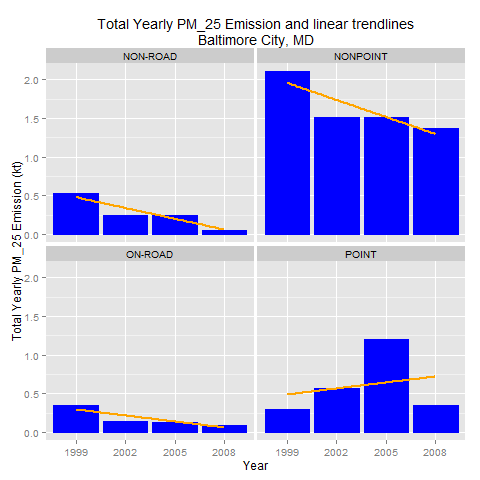 Total Yearly PM_25 Emission and linear trendlines
Baltimore City, MD
NON-ROAD
NONPOINT
2.0
1.5
1.0
0.5
0.0
ON-ROAD
POINT
2.0
1.5
1.0
0.5
0.0
Total Yearly PM_25 Emission (kt)
1999 2002 2005 2008
1999 2002 2005 2008
Year